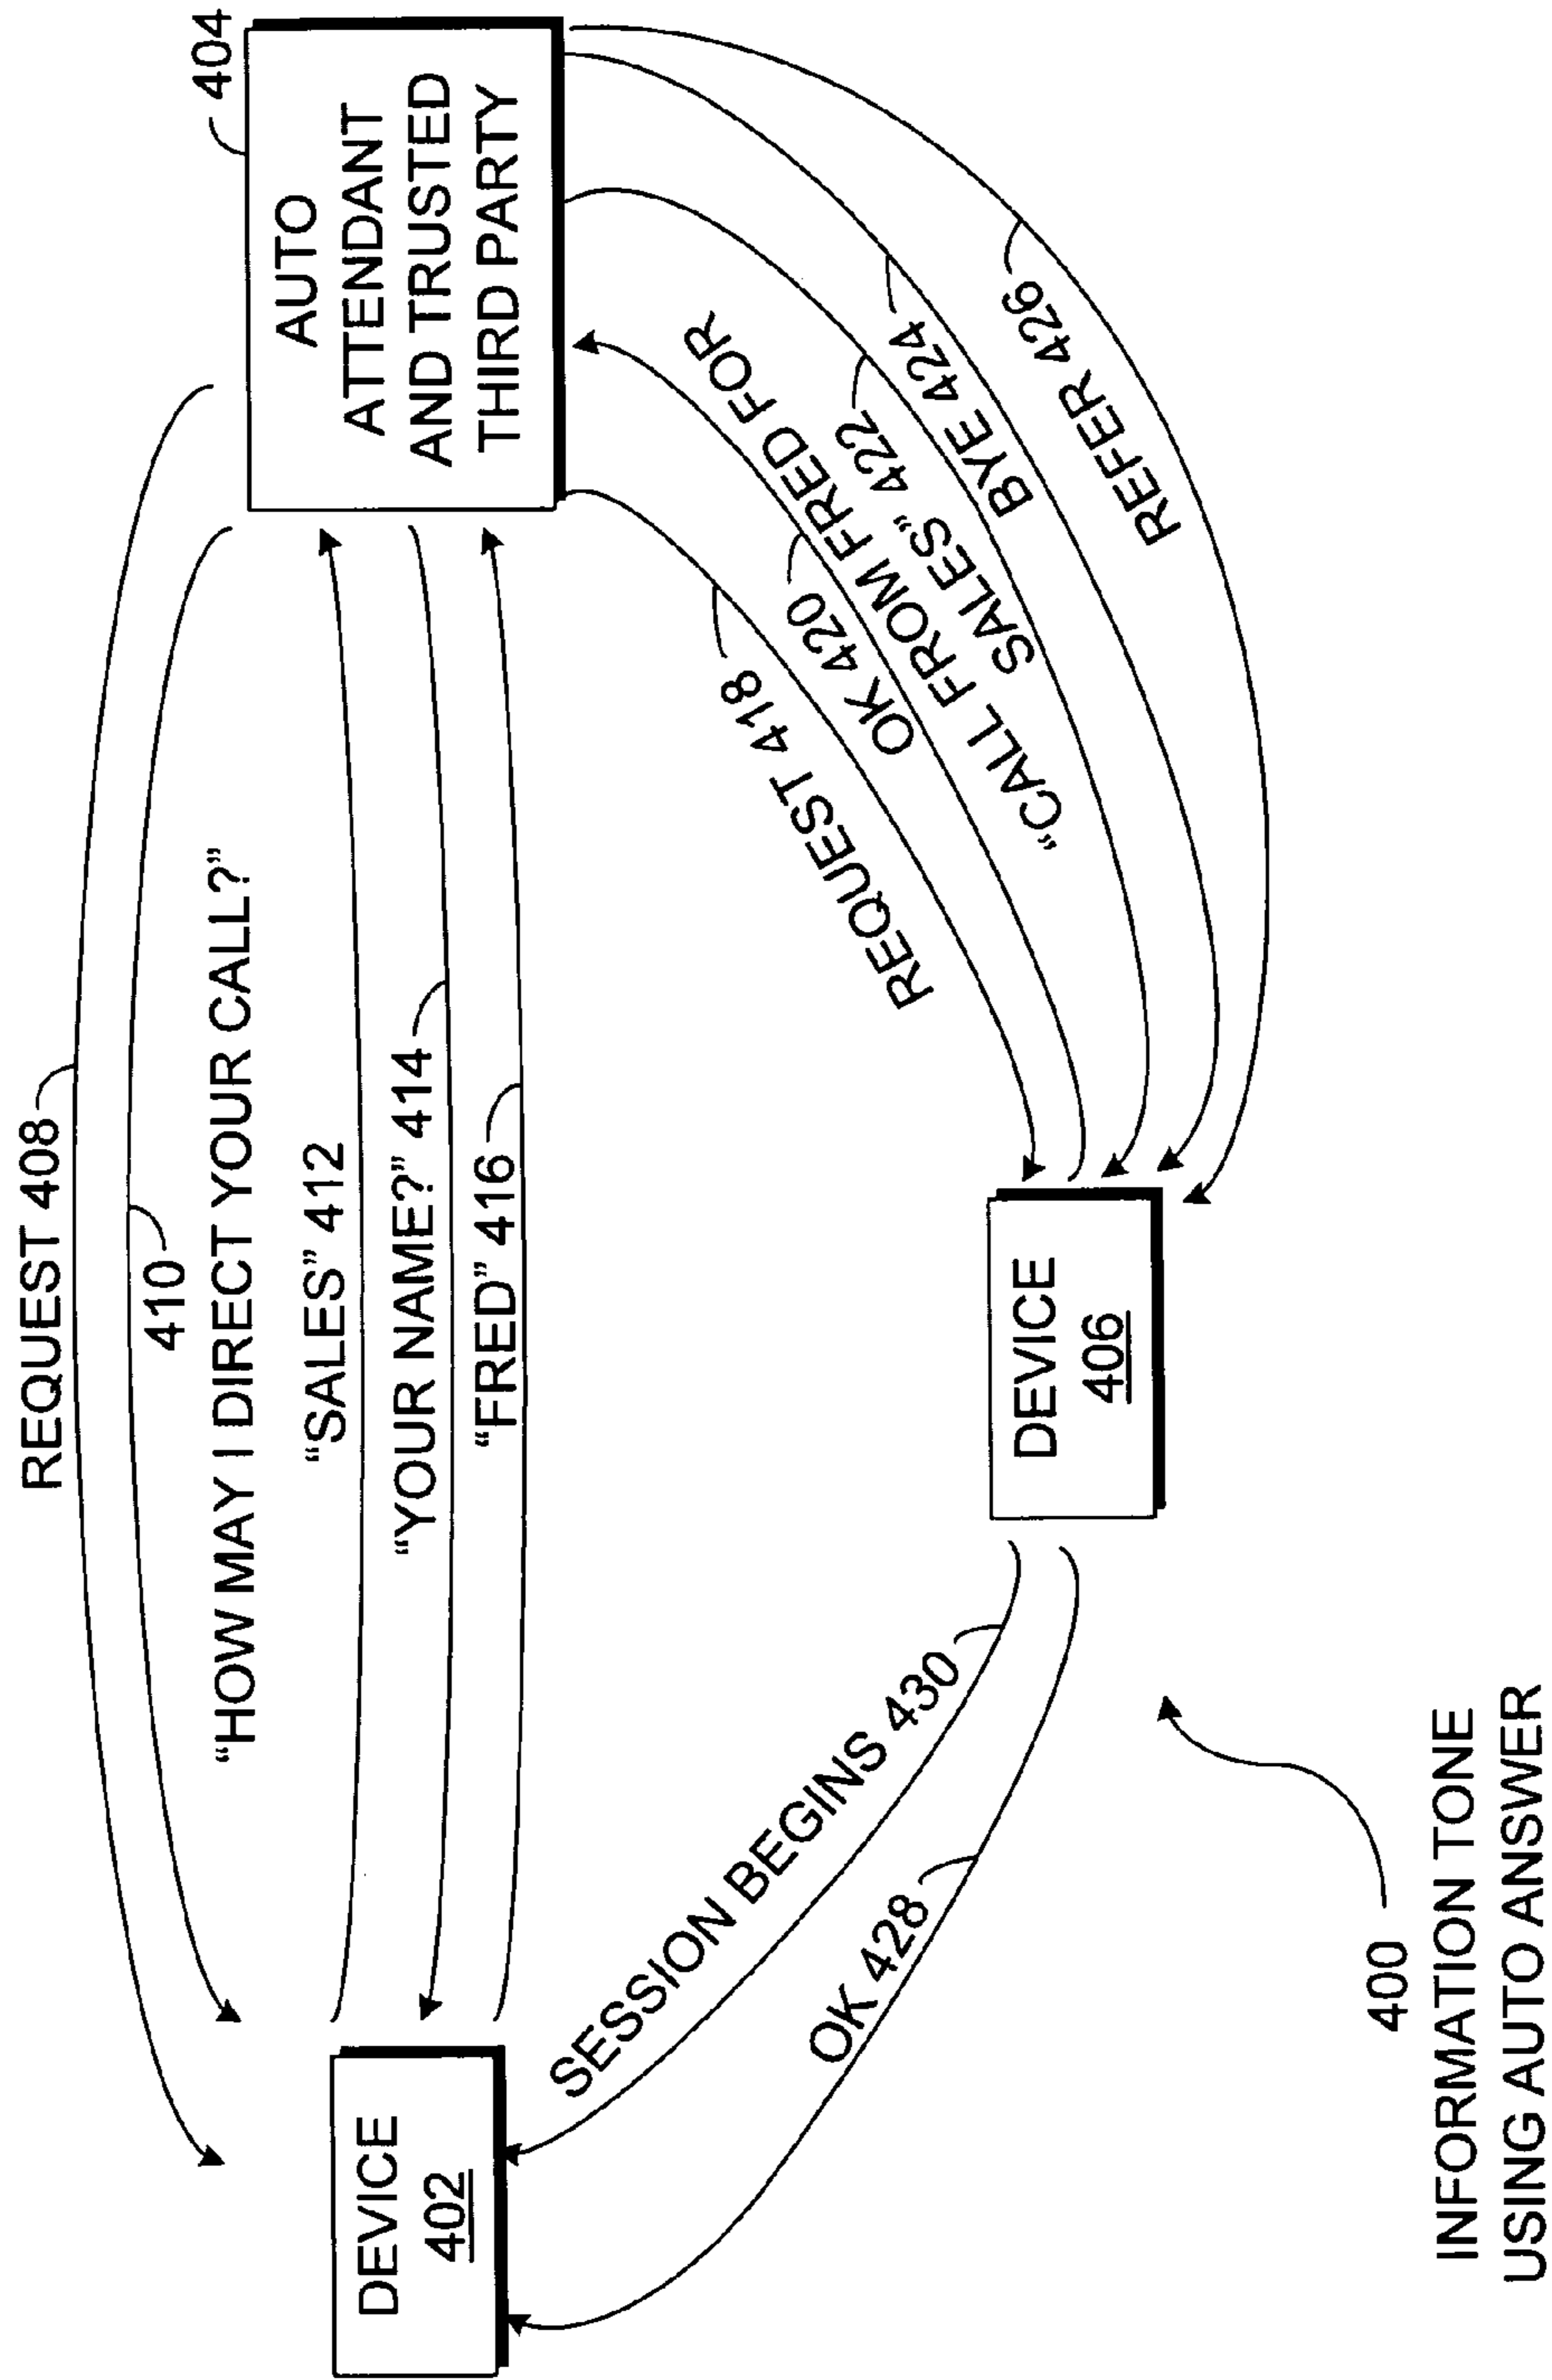 REQUEST 408
410
“HOW MAY I DIRECT YOUR CALL?”
“SALES” 412
“YOUR NAME?” 414
“FRED” 416
404
AUTO
ATTENDANT
AND TRUSTED
THIRD PARTY
DEVICE
402
SESSION BEGINS 430
OK 428
DEVICE
406
REQUEST 418
OK 420
“CALL FROM FRED FOR
SALES” 422
BYE 424
REFER 426
400
INFORMATION TONE
USING AUTO ANSWER